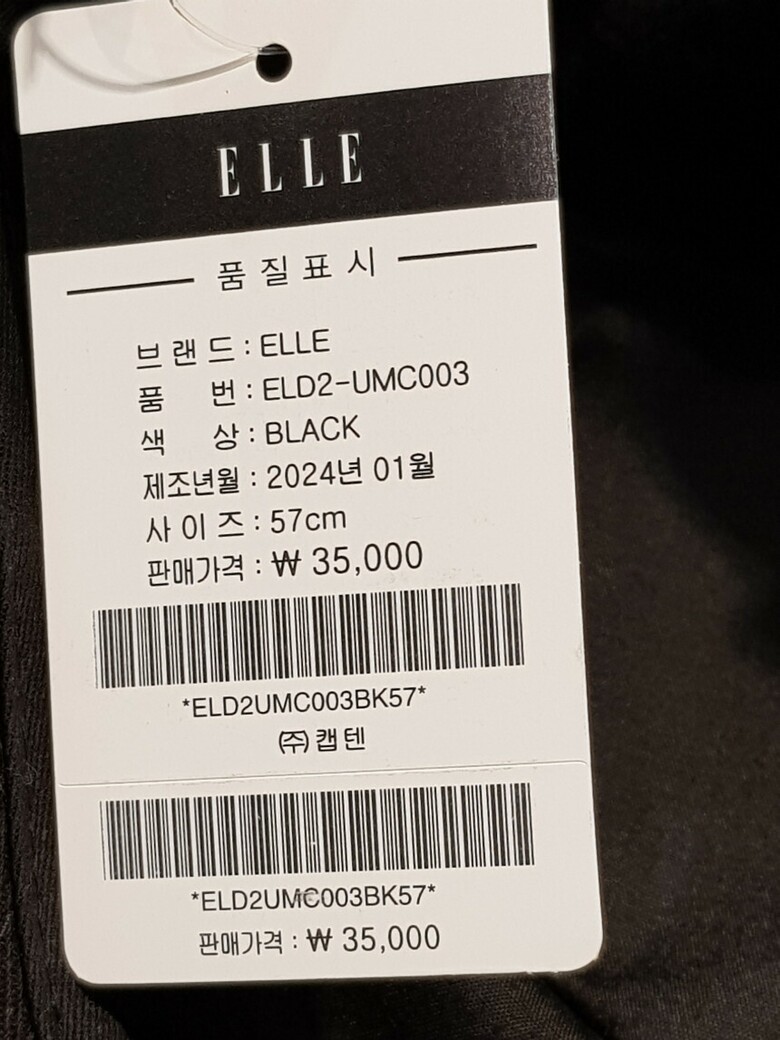 ELLE
품질표시
브랜드 : ELLE
품 번 : ELD2-UMC003
색 상 : BLACK
제조년월 : 2024년 01월
사이즈 : 57cm
판매가격 : ₩ 35,000
*ELD2UMC003BK57*
㈜캡텐
*ELD2UMC003BK57*
판매가격 : ₩ 35,000